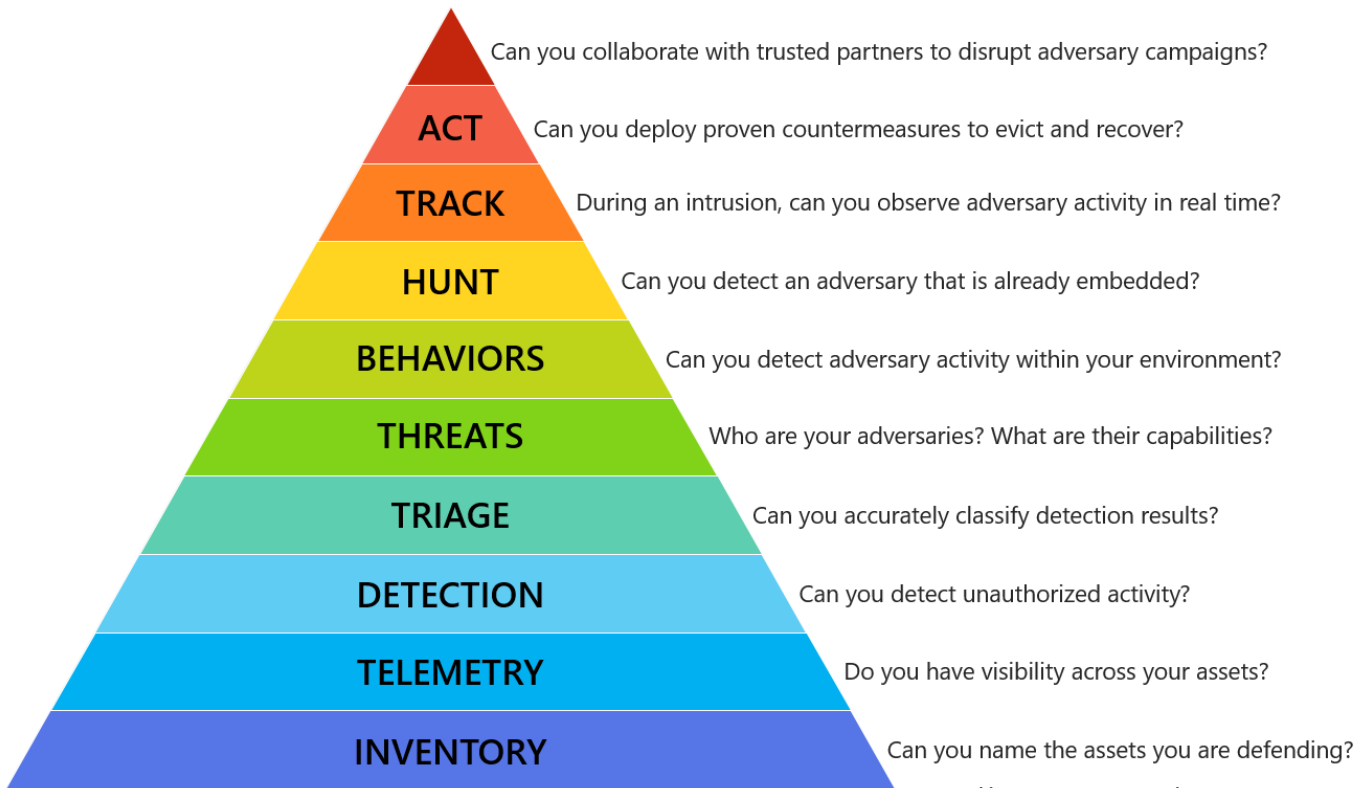 Can you collaborate with trusted partners to disrupt adversary campaigns?
ACT Can you deploy proven countermeasures to evict and recover?
TRACK During an intrusion, can you observe adversary activity in real time?
HUNT Can you detect an adversary that is already embedded?
BEHAVIORS Can you detect adversary activity within your environment?
THREATS Who are your adversaries? What are their capabilities?
TRIAGE Can you accurately classify detection results?
DETECTION Can you detect unauthorized activity?
TELEMETRY Do you have visibility across your assets?
INVENTORY Can you name the assets you are defending?